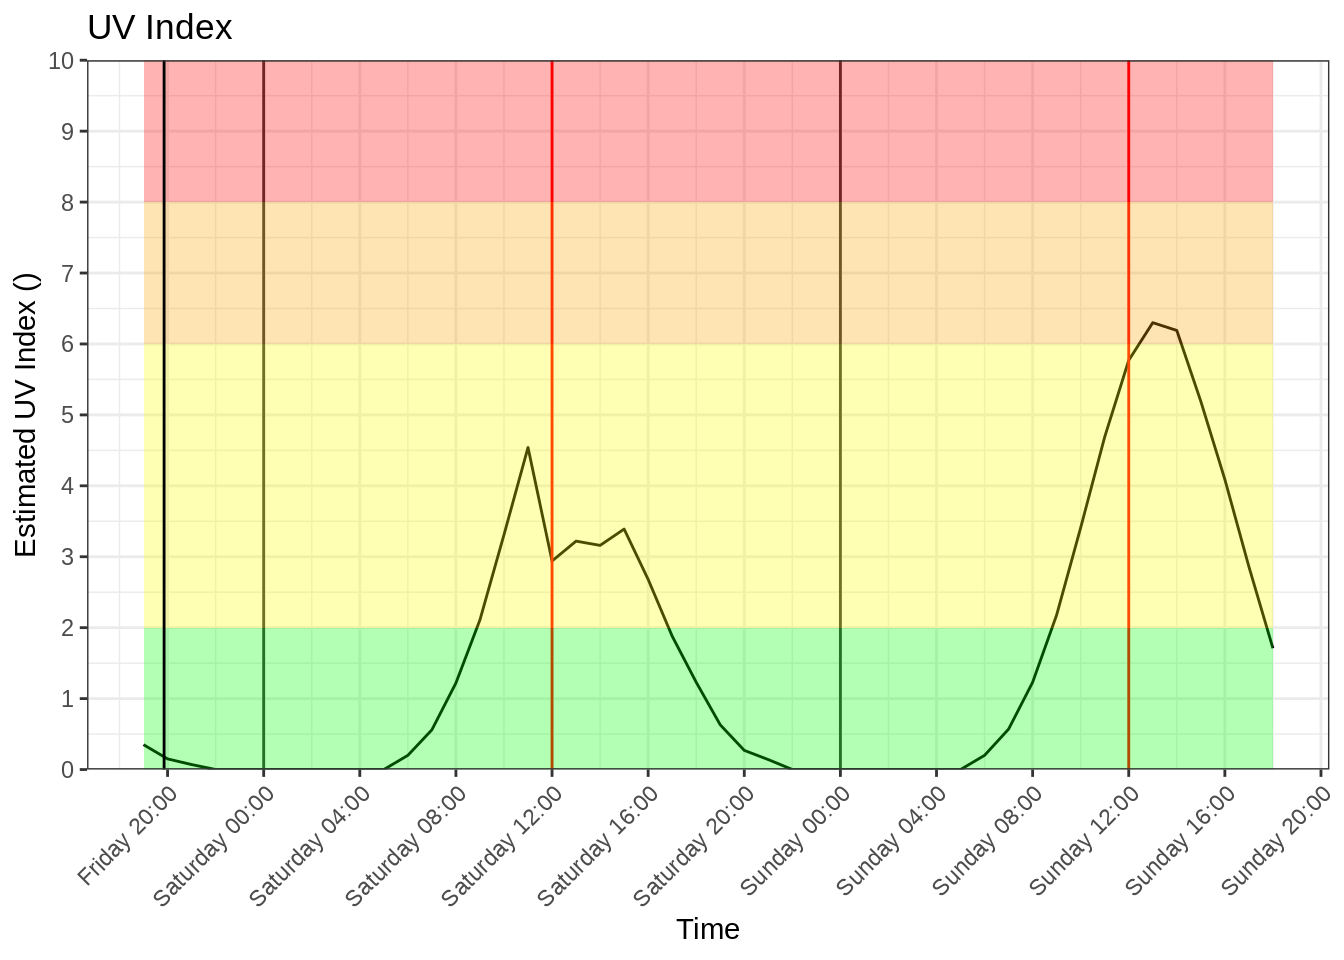 UV Index
Estimated UV Index ()
10
9
8
7
6
5
4
3
2
1
0
Friday 20:00
Saturday 00:00
Saturday 04:00
Saturday 08:00
Saturday 12:00
Saturday 16:00
Saturday 20:00
Sunday 00:00
Sunday 04:00
Sunday 08:00
Sunday 12:00
Sunday 16:00
Sunday 20:00
Time